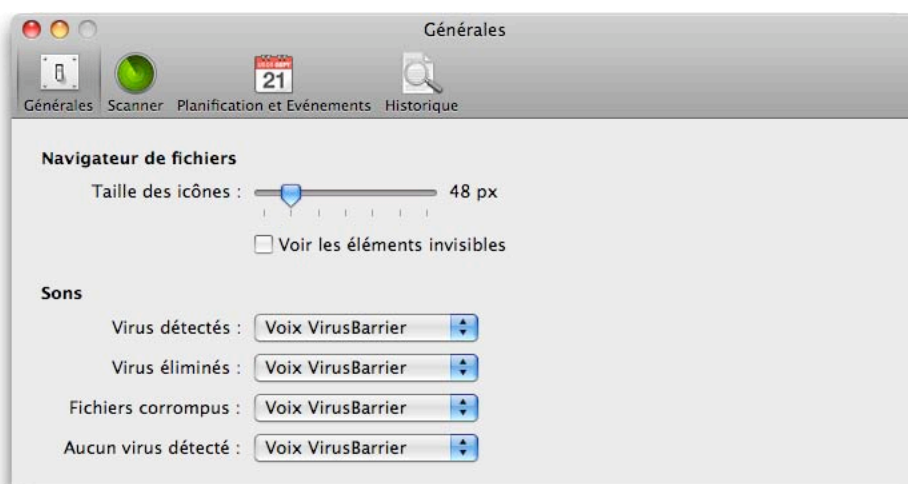 Générales
21
Générales Scanner Planification et Evénements Historique
Navigateur de fichiers
Taille des icônes : 48 px
Voir les éléments invisibles
Sons
Virus détectés : Voix VirusBarrier
Virus éliminés : Voix VirusBarrier
Fichiers corrompus : Voix VirusBarrier
Aucun virus détecté : Voix VirusBarrier